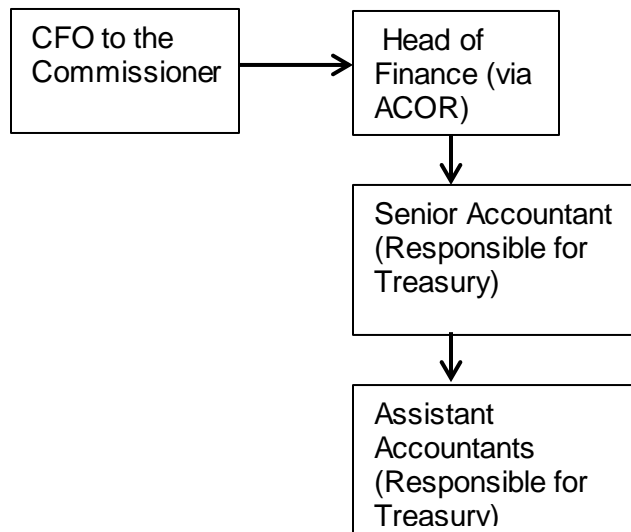 CFO to the
Commissioner
Head of
Finance (via
ACOR)
Senior Accountant
(Responsible for
Treasury)
Assistant
Accountants
(Responsible for
Treasury)